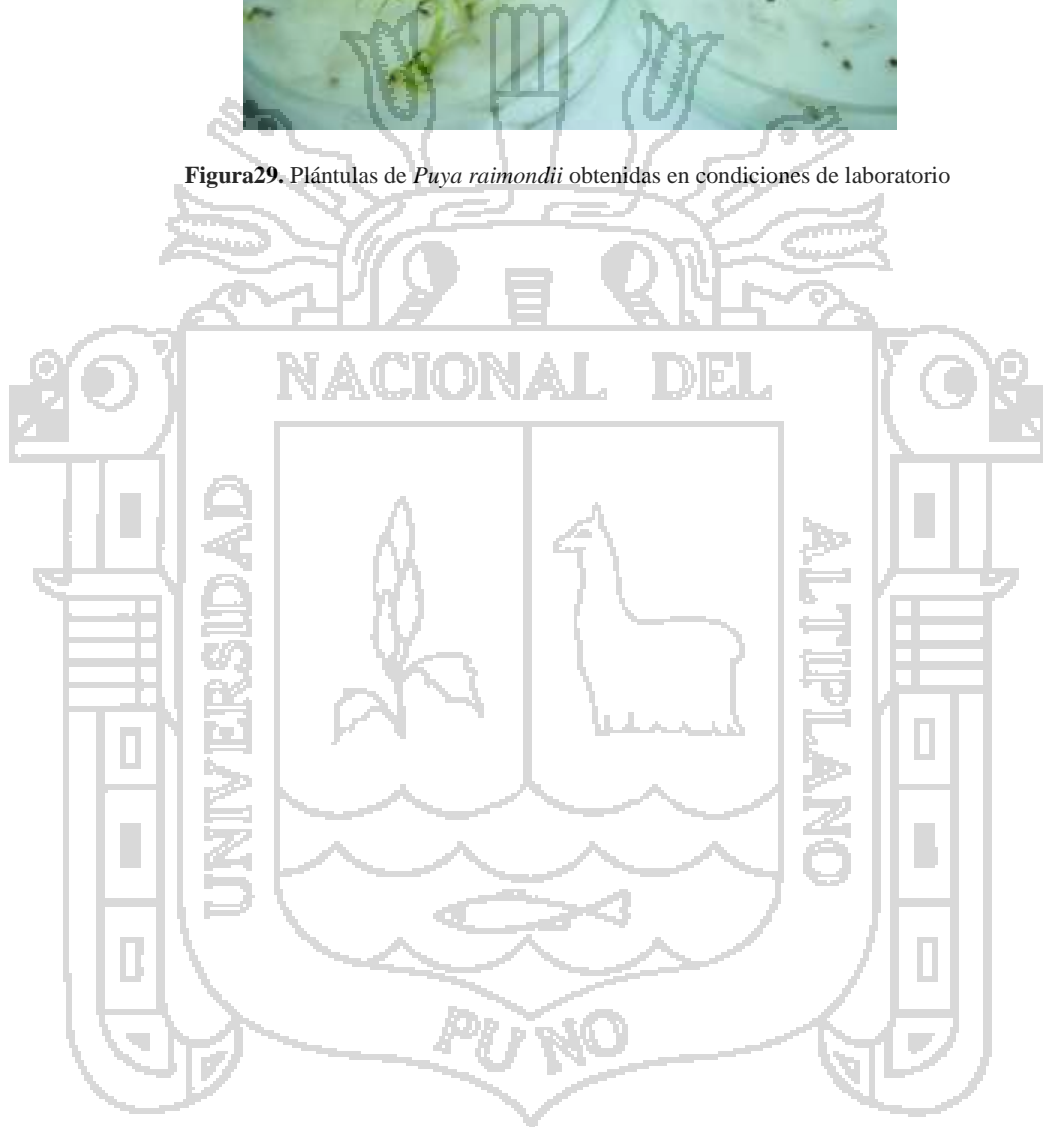 Figura29. Plántulas de Puya raimondii obtenidas en condiciones de laboratorio
NACIONAL DEL
UNIVERSIDAD
ALTIPLANO
PUNO